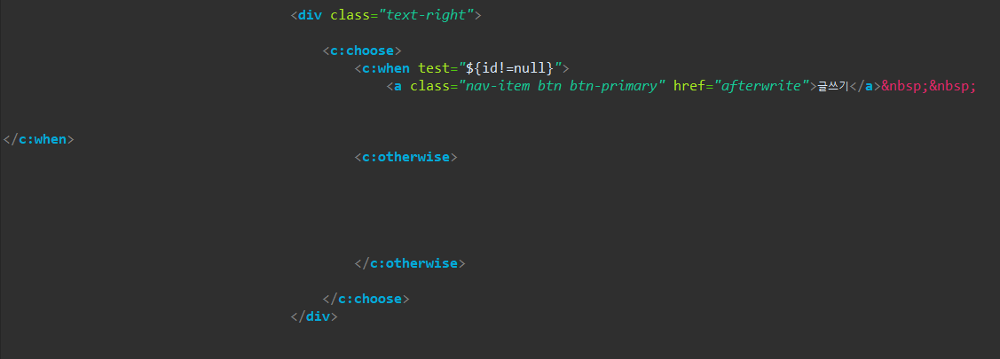 <div class="text-right">
<c:choose>
<c:when test="${id!=null}">
<a class="nav-item btn btn-primary" href="afterwrite">글쓰기</a>&nbsp;&nbsp;
</c:when>
<c:otherwise>
</c:otherwise>
</c:choose>
</div>